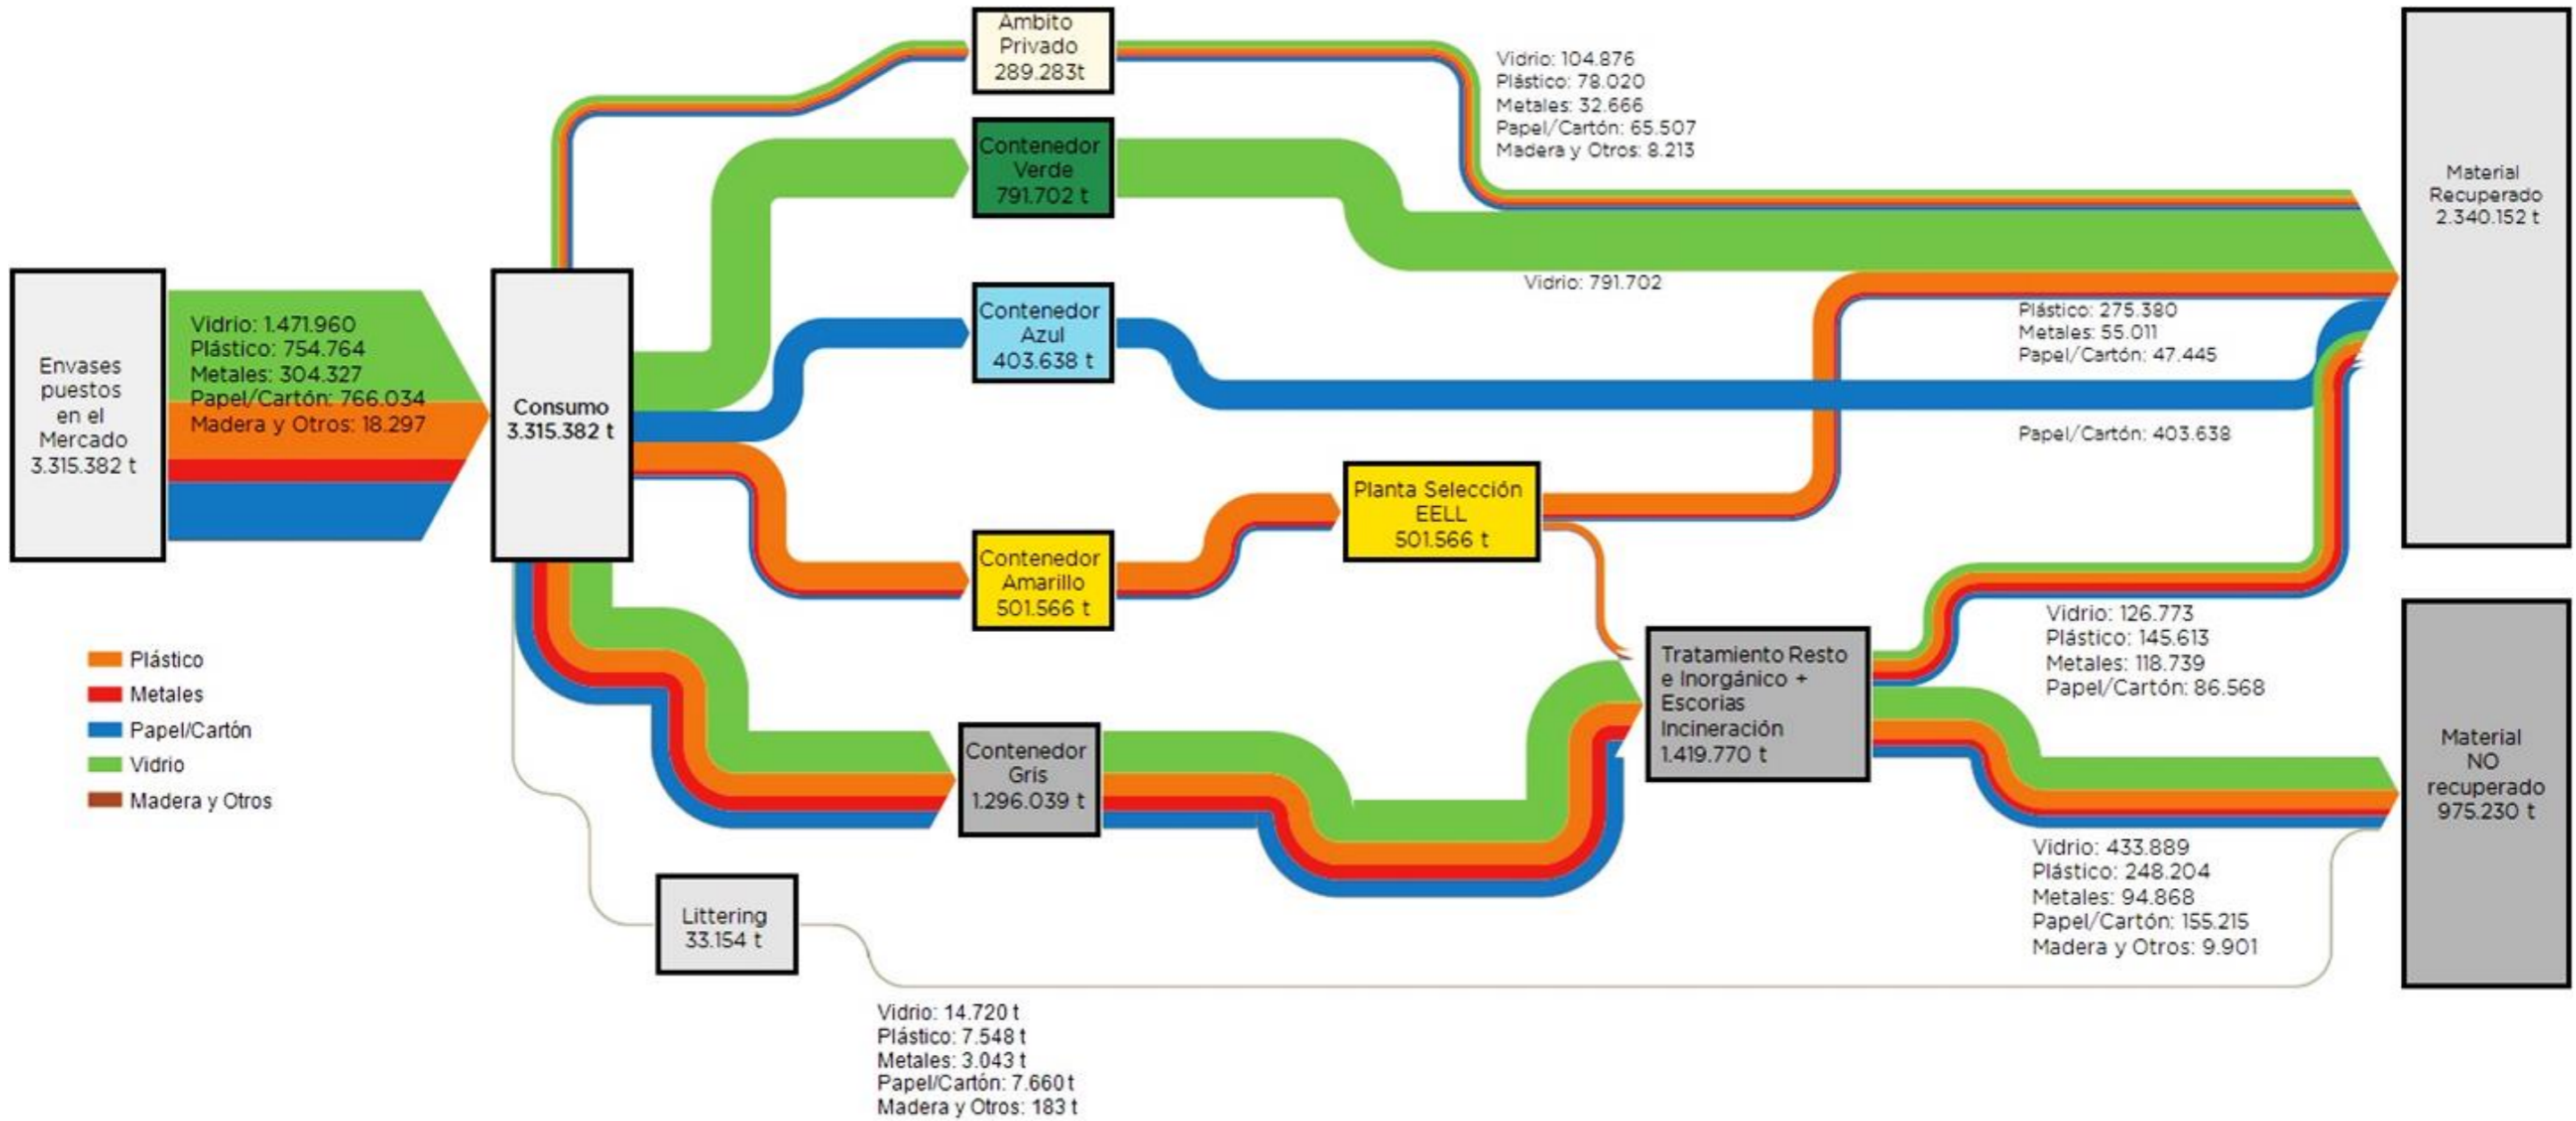 Ámbito
Privado
289.283t
Contenedor
Verde
791.702 t
Contenedor
Azul
403.638 t
Contenedor
Amarillo
501.566 t
Contenedor
Gris
1.296.039 t
Littering
33.154 t
Envases
puestos
en el
Mercado
3.315.382 t
Vidrio: 1.471.960
Plástico: 754.764
Metales: 304.327
Papel/Cartón: 766.034
Madera y Otros: 18.297
Consumo
3.315.382 t
Plástico
Metales
Papel/Cartón
Vidrio
Madera y Otros
Vidrio: 104.876
Plástico: 78.020
Metales: 32.666
Papel/Cartón: 65.507
Madera y Otros: 8.213
Vidrio: 791.702
Plástico: 275.380
Metales: 55.011
Papel/Cartón: 47.445
Papel/Cartón: 403.638
Planta Selección
EELL
501.566 t
Tratamiento Resto
e Inorgánico +
Escorias
Incineración
1.419.770 t
Vidrio: 126.773
Plástico: 145.613
Metales: 118.739
Papel/Cartón: 86.568
Vidrio: 433.889
Plástico: 248.204
Metales: 94.868
Papel/Cartón: 155.215
Madera y Otros: 9.901
Vidrio: 14.720 t
Plástico: 7.548 t
Metales: 3.043 t
Papel/Cartón: 7.660 t
Madera y Otros: 183 t
Material
Recuperado
2.340.152 t
Material
NO
recuperado
975.230 t